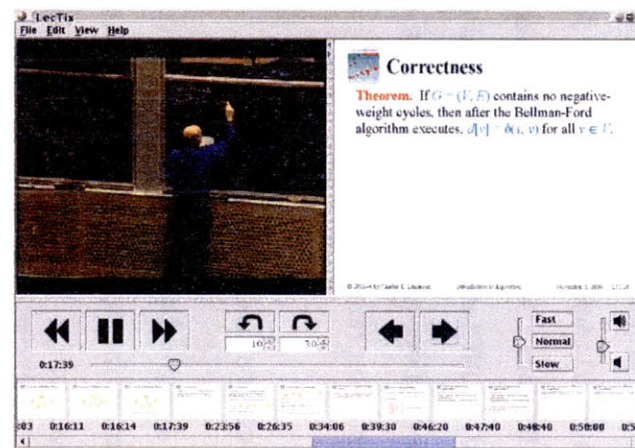 LecTix
File Edit View Help
Correctness
Theorem. If G = (V, E) contains no negative-
weight cycles, then after the Bellman-Ford
algorithm executes, d[v] = δ(s, v) for all v ∈ V.
Fast
10 30 Normal
0:17:39 Slow
0:16:11 0:16:14 0:17:39 0:23:56 0:26:35 0:34:06 0:39:30 0:46:20 0:47:40 0:48:40 0:50:00